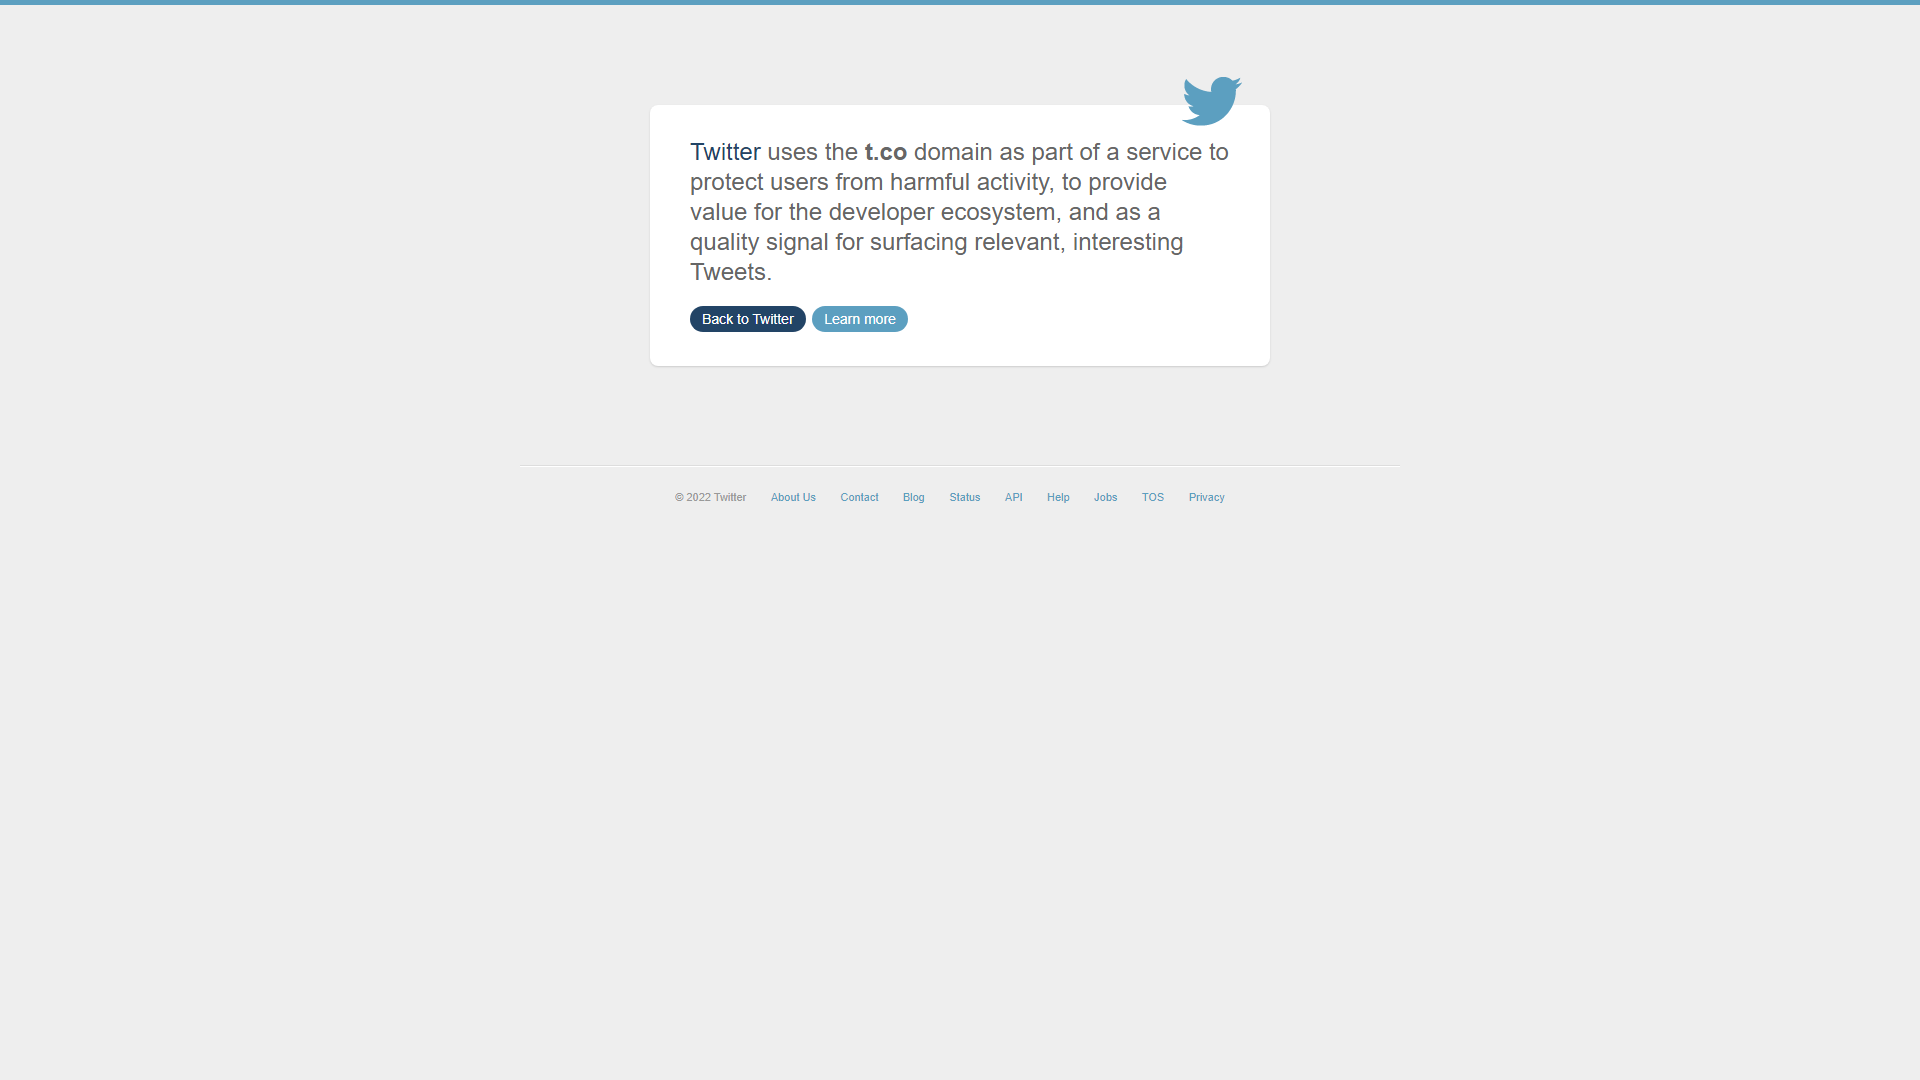 Twitter uses the t.co domain as part of a service to
protect users from harmful activity, to provide
value for the developer ecosystem, and as a
quality signal for surfacing relevant, interesting
Tweets.
Back to Twitter Learn more
© 2022 Twitter About Us Contact Blog Status API Help Jobs TOS Privacy